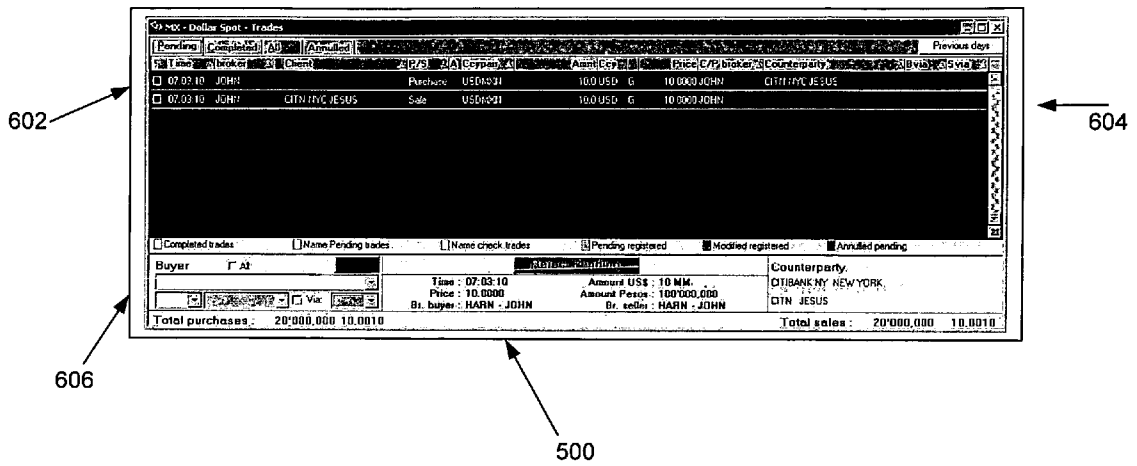 MX - Dollar Spot - Trades
Pending Completed All Annulled Previous days
Time broker Client P/S A Ccypair Amnt Ccy Price C/P broker Counterparty B via S via
07:03:10 JOHN Purchase USDMXN 10.0 USD G 10.0000 JOHN CITN NYC JESUS
07:03:10 JOHN CITN NYC JESUS Sale USDMXN 10.0 USD G 10.0000 JOHN
602
604
Completed trades Name Pending trades Name check trades Pending registered Modified registered Annulled pending
Buyer Counterparty.
Time : 07:03:10 Amount US$ : 10 MM. CITIBANK NY NEW YORK.
Price : 10.0000 Amount Pesos : 100'000,000
Via: Br. buyer : HARN - JOHN Br. seller : HARN - JOHN CITN JESUS
Total purchases : 20'000,000 10.0010 Total sales : 20'000,000 10.0010
606
500